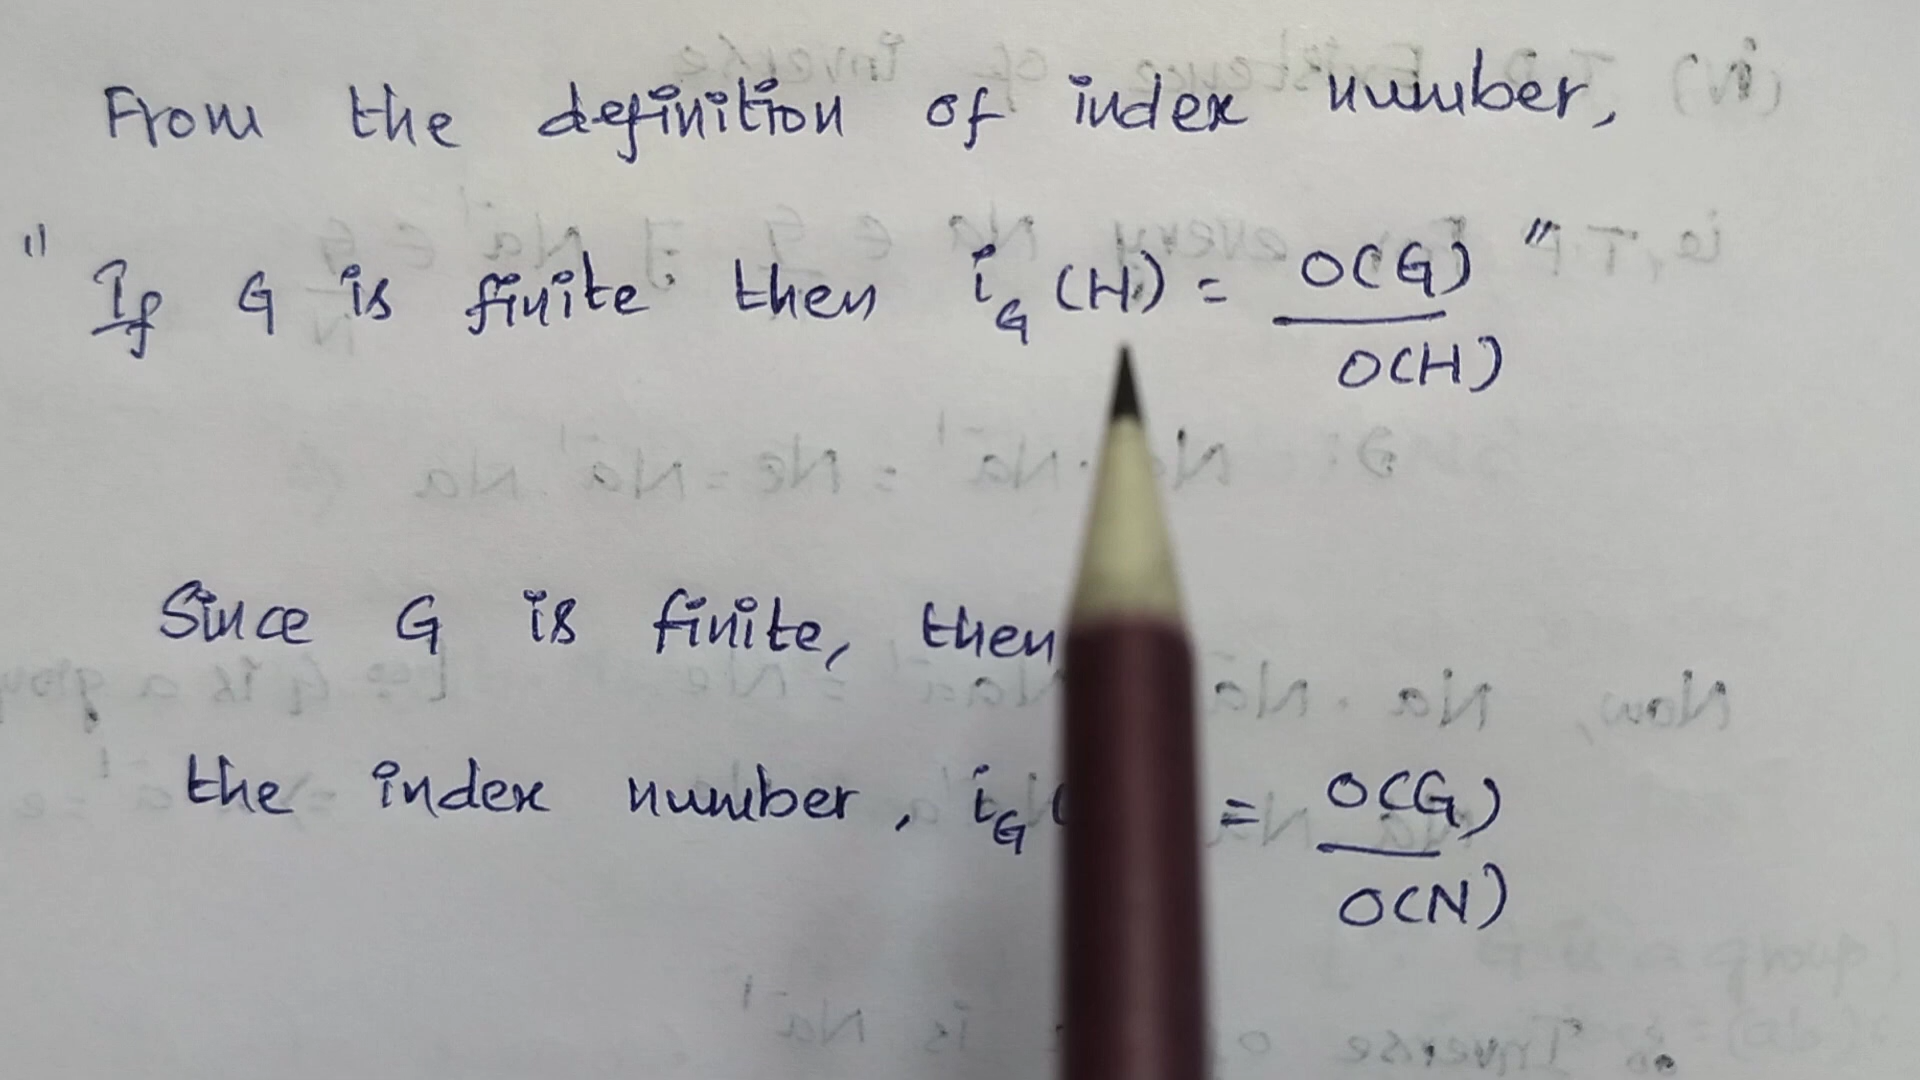 From the definition of index number,
" If G is finite then i_G (H) = O(G) "
O(H)
Since G is finite, then
the index number, i_G ( = O(G)
O(N)